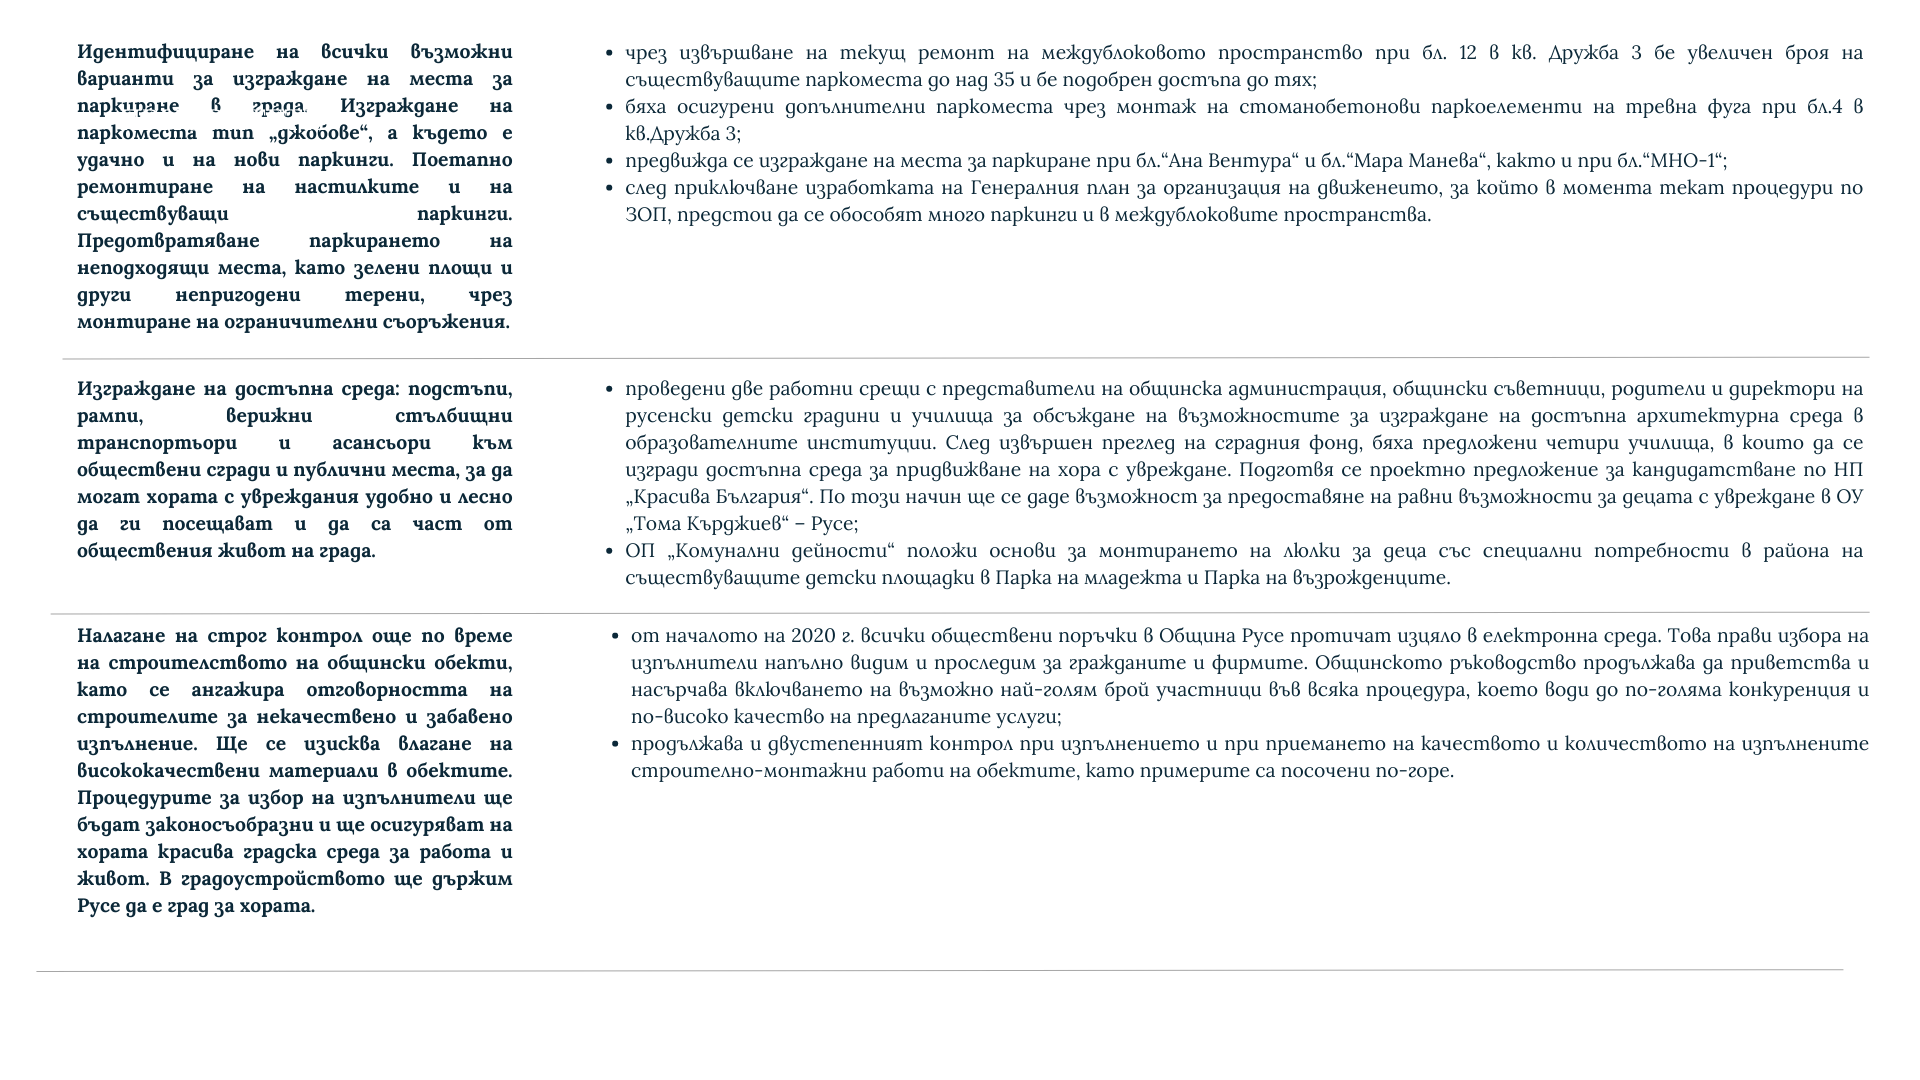 Идентифициране на всички възможни
варианти за изграждане на места за
паркиране в града. Изграждане на
паркоместа тип „джобове“, а където е
удачно и на нови паркинги. Поетапно
ремонтиране на настилките и на
съществуващи паркинги.
Предотвратяване паркирането на
неподходящи места, като зелени площи и
други непригодени терени, чрез
монтиране на ограничителни съоръжения.
• чрез извършване на текущ ремонт на междублоковото пространство при бл. 12 в кв. Дружба 3 бе увеличен броя на
съществуващите паркоместа до над 35 и бе подобрен достъпа до тях;
• бяха осигурени допълнителни паркоместа чрез монтаж на стоманобетонови паркоелементи на тревна фуга при бл.4 в
кв.Дружба 3;
• предвижда се изграждане на места за паркиране при бл.“Ана Вентура“ и бл.“Мара Манева“, както и при бл.“МНО-1“;
• след приключване изработката на Генералния план за организация на движенеито, за който в момента текат процедури по
ЗОП, предстои да се обособят много паркинги и в междублоковите пространства.
Изграждане на достъпна среда: подстъпи,
рампи, верижни стълбищни
транспортьори и асансьори към
обществени сгради и публични места, за да
могат хората с увреждания удобно и лесно
да ги посещават и да са част от
обществения живот на града.
• проведени две работни срещи с представители на общинска администрация, общински съветници, родители и директори на
русенски детски градини и училища за обсъждане на възможностите за изграждане на достъпна архитектурна среда в
образователните институции. След извършен преглед на сградния фонд, бяха предложени четири училища, в които да се
изгради достъпна среда за придвижване на хора с увреждане. Подготвя се проектно предложение за кандидатстване по НП
„Красива България“. По този начин ще се даде възможност за предоставяне на равни възможности за децата с увреждане в ОУ
„Тома Кърджиев“ – Русе;
• ОП „Комунални дейности“ положи основи за монтирането на люлки за деца със специални потребности в района на
съществуващите детски площадки в Парка на младежта и Парка на възрожденците.
Налагане на строг контрол още по време
на строителството на общински обекти,
като се ангажира отговорността на
строителите за некачествено и забавено
изпълнение. Ще се изисква влагане на
висококачествени материали в обектите.
Процедурите за избор на изпълнители ще
бъдат законосъобразни и ще осигуряват на
хората красива градска среда за работа и
живот. В градоустройството ще държим
Русе да е град за хората.
• от началото на 2020 г. всички обществени поръчки в Община Русе протичат изцяло в електронна среда. Това прави избора на
изпълнители напълно видим и проследим за гражданите и фирмите. Общинското ръководство продължава да приветства и
насърчава включването на възможно най-голям брой участници във всяка процедура, което води до по-голяма конкуренция и
по-високо качество на предлаганите услуги;
• продължава и двустепенният контрол при изпълнението и при приемането на качеството и количеството на изпълнените
строително-монтажни работи на обектите, като примерите са посочени по-горе.